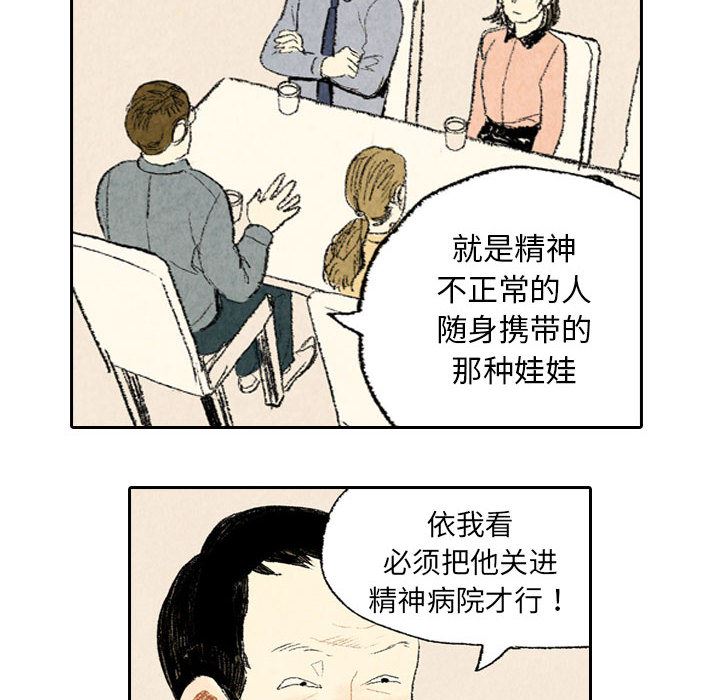 就是精神
不正常的人
随身携带的
那种娃娃
依我看
必须把他关进
精神病院才行！